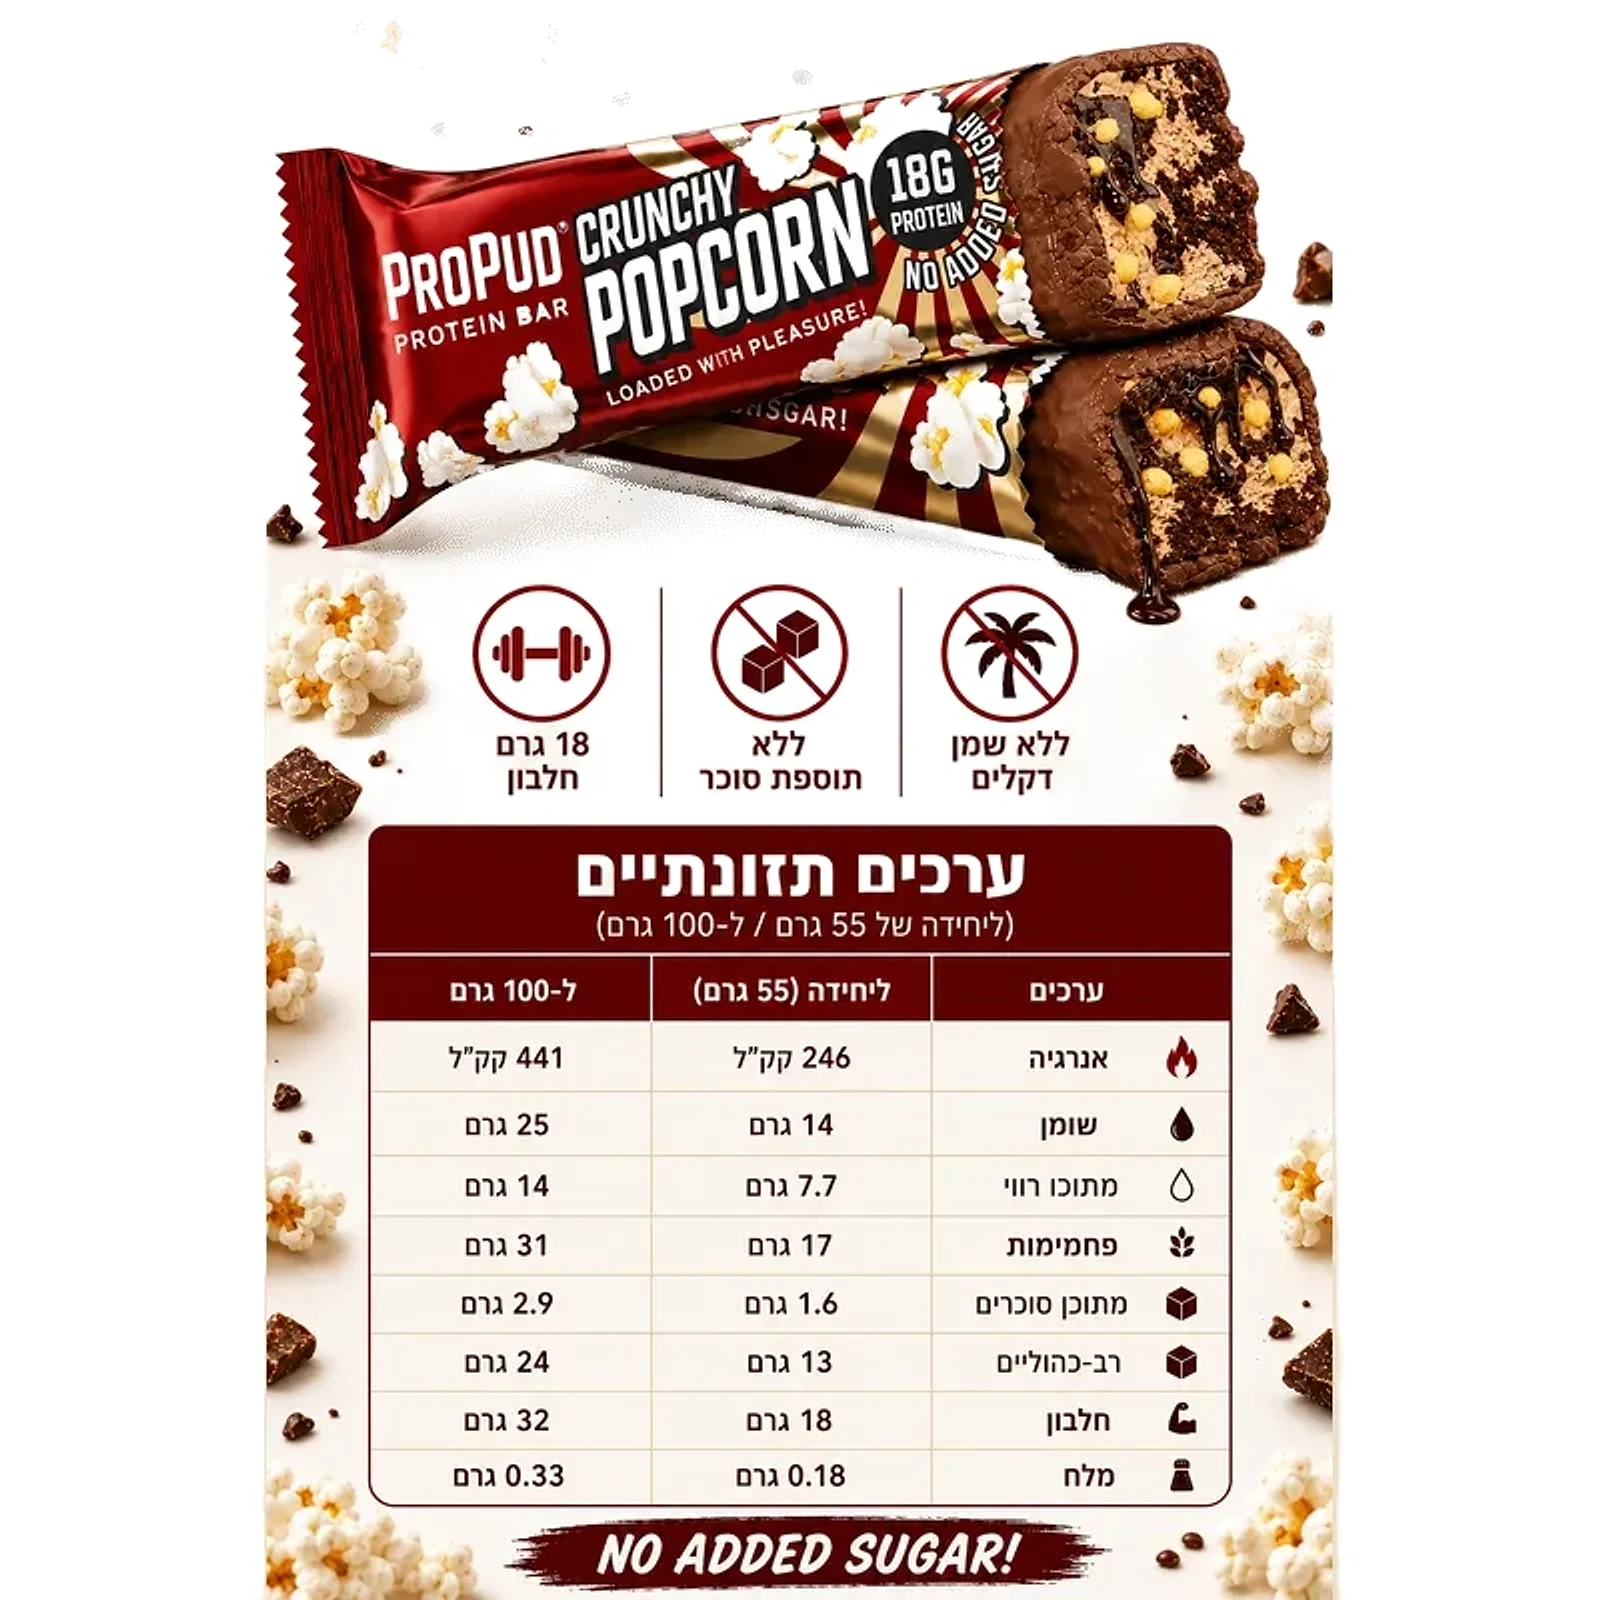 PROPUD®
PROTEIN BAR
CRUNCHY
POPCORN
LOADED WITH PLEASURE!
18G
PROTEIN
NO ADDED SUGAR
18 גרם
חלבון
ללא
תוספת סוכר
ללא שמן
דקלים
ערכים תזונתיים
(ליחידה של 55 גרם / ל-100 גרם)
ערכים ליחידה (55 גרם) ל-100 גרם
אנרגיה 246 קק"ל 441 קק"ל
שומן 14 גרם 25 גרם
מתוכו רווי 7.7 גרם 14 גרם
פחמימות 17 גרם 31 גרם
מתוכן סוכרים 1.6 גרם 2.9 גרם
רב-כהוליים 13 גרם 24 גרם
חלבון 18 גרם 32 גרם
מלח 0.18 גרם 0.33 גרם
NO ADDED SUGAR!